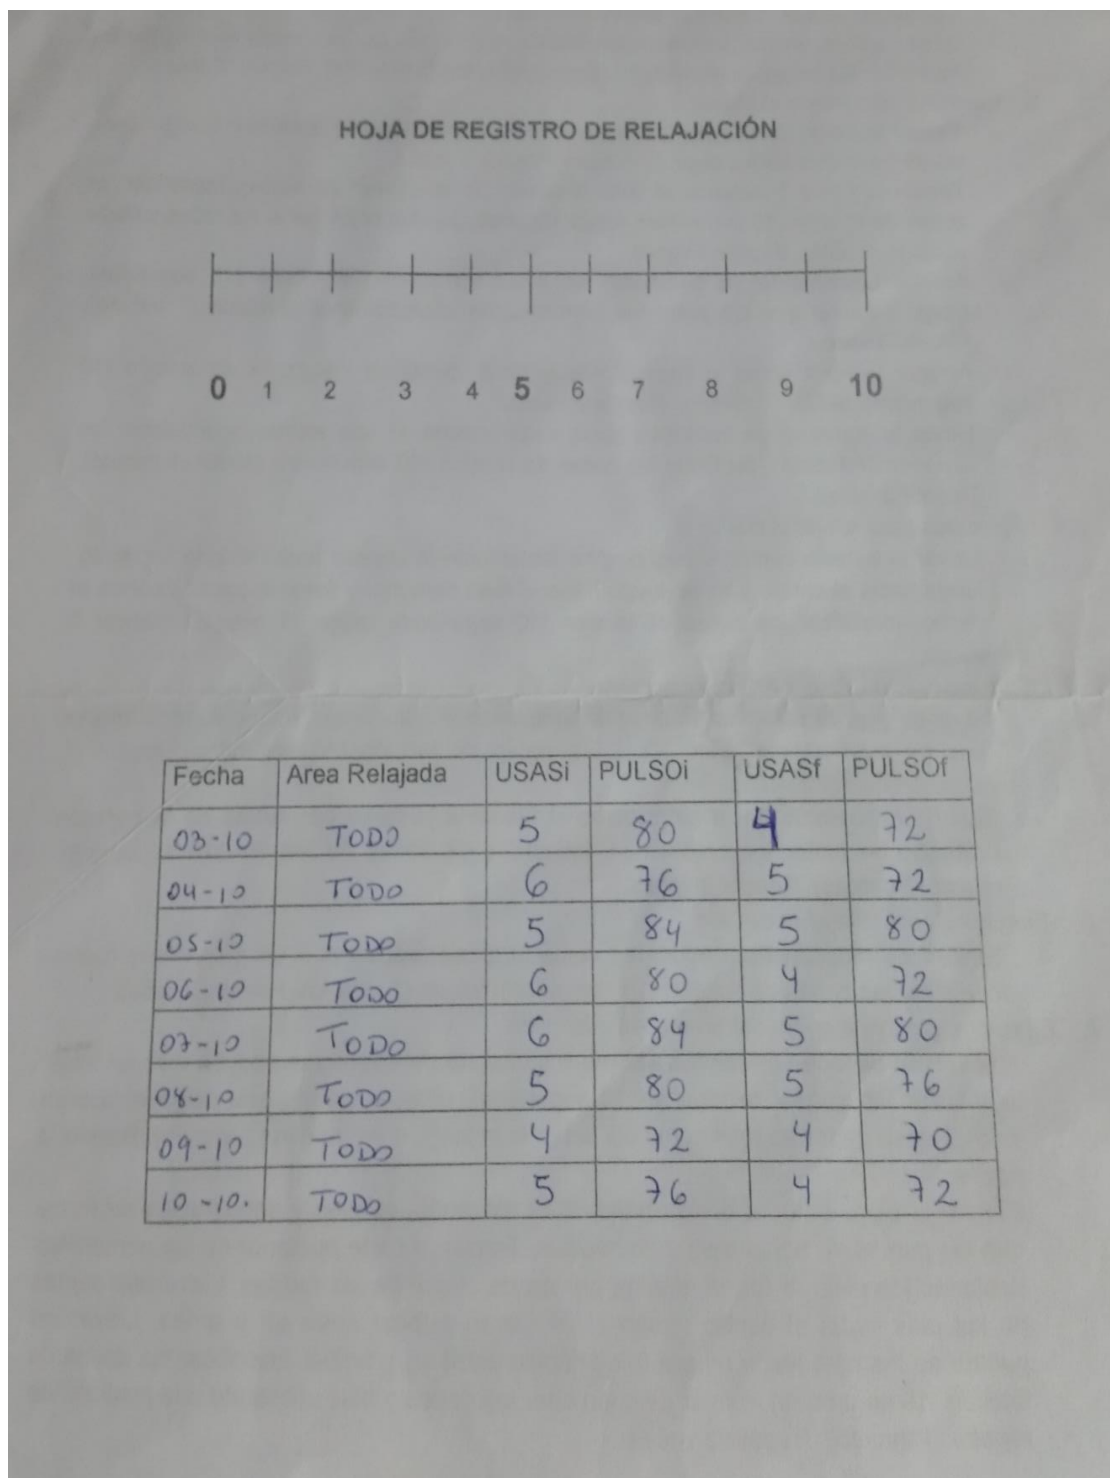 HOJA DE REGISTRO DE RELAJACIÓN
0 1 2 3 4 5 6 7 8 9 10
Fecha Area Relajada USASi PULSOi USASf PULSOf
03-10 TODO 5 80 4 72
04-10 TODO 6 76 5 72
05-10 TODO 5 84 5 80
06-10 TODO 6 80 4 72
07-10 TODO 6 84 5 80
08-10 TODO 5 80 5 76
09-10 TODO 4 72 4 70
10-10. TODO 5 76 4 72